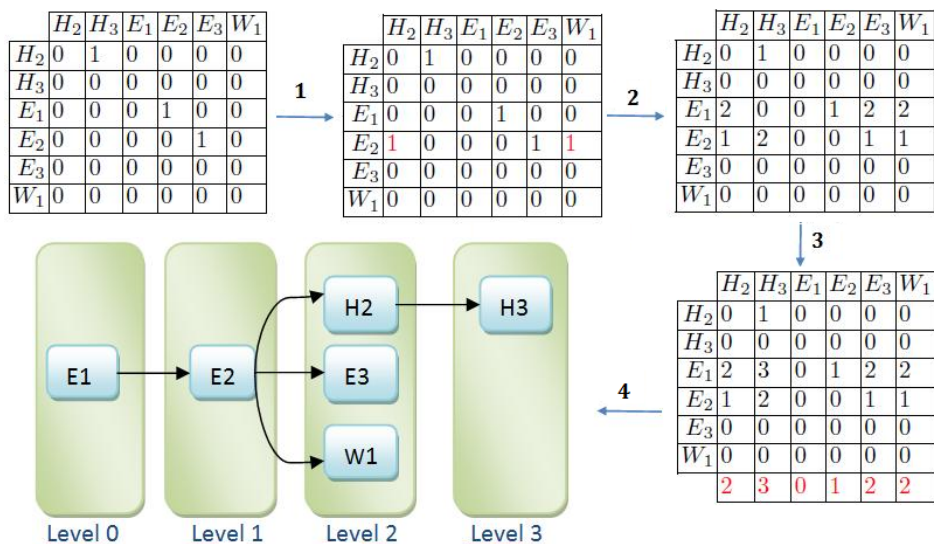 H2 H3 E1 E2 E3 W1
H2 0 1 0 0 0 0
H3 0 0 0 0 0 0
E1 0 0 0 1 0 0
E2 0 0 0 0 1 0
E3 0 0 0 0 0 0
W1 0 0 0 0 0 0
1
H2 H3 E1 E2 E3 W1
H2 0 1 0 0 0 0
H3 0 0 0 0 0 0
E1 0 0 0 1 0 0
E2 1 0 0 0 1 1
E3 0 0 0 0 0 0
W1 0 0 0 0 0 0
2
H2 H3 E1 E2 E3 W1
H2 0 1 0 0 0 0
H3 0 0 0 0 0 0
E1 2 0 0 1 2 2
E2 1 2 0 0 1 1
E3 0 0 0 0 0 0
W1 0 0 0 0 0 0
3
H2 H3 E1 E2 E3 W1
H2 0 1 0 0 0 0
H3 0 0 0 0 0 0
E1 2 3 0 1 2 2
E2 1 2 0 0 1 1
E3 0 0 0 0 0 0
W1 0 0 0 0 0 0
2 3 0 1 2 2
4
E1
E2
H2
E3
W1
H3
Level 0
Level 1
Level 2
Level 3